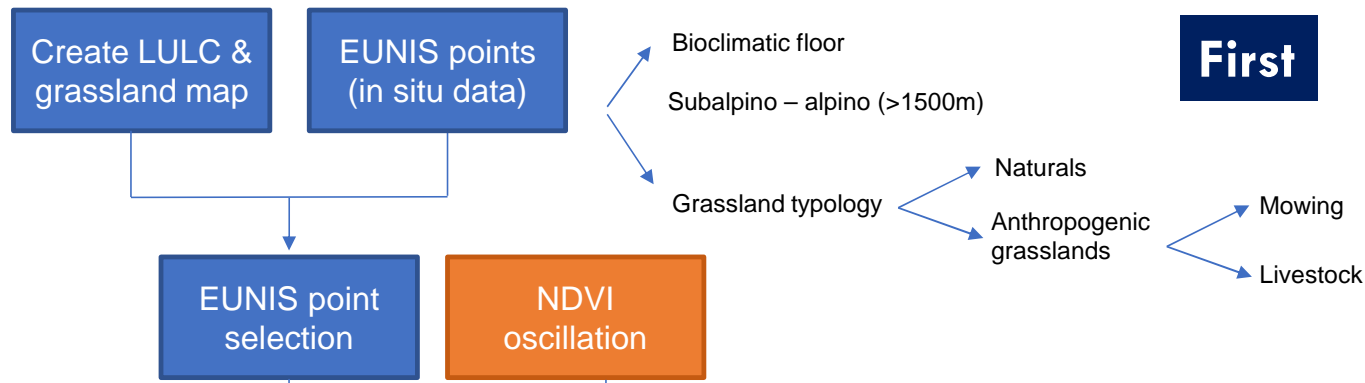 Create LULC &
grassland map
EUNIS points
(in situ data)
Bioclimatic floor
Subalpino – alpino (>1500m)
Grassland typology
Naturals
Anthropogenic
grasslands
Mowing
Livestock
First
EUNIS point
selection
NDVI
oscillation